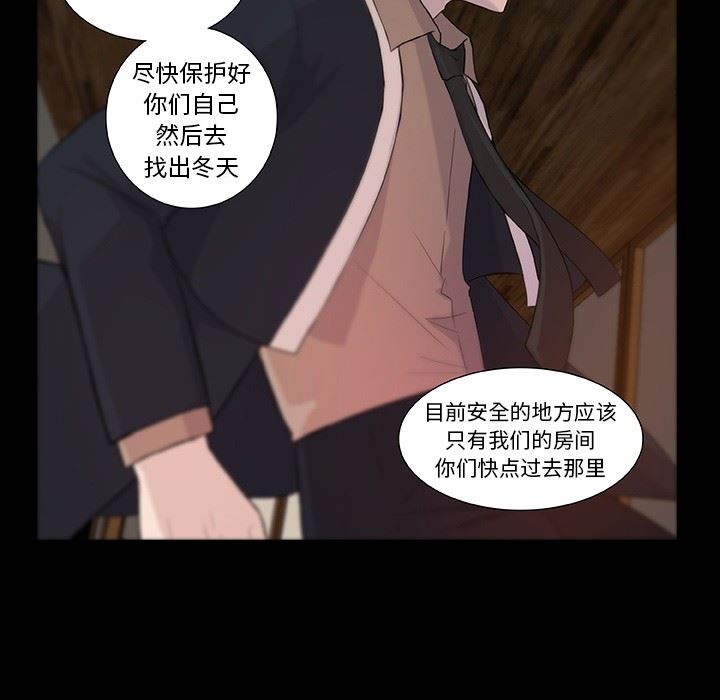 尽快保护好
你们自己
然后去
找出冬天
目前安全的地方应该
只有我们的房间
你们快点过去那里